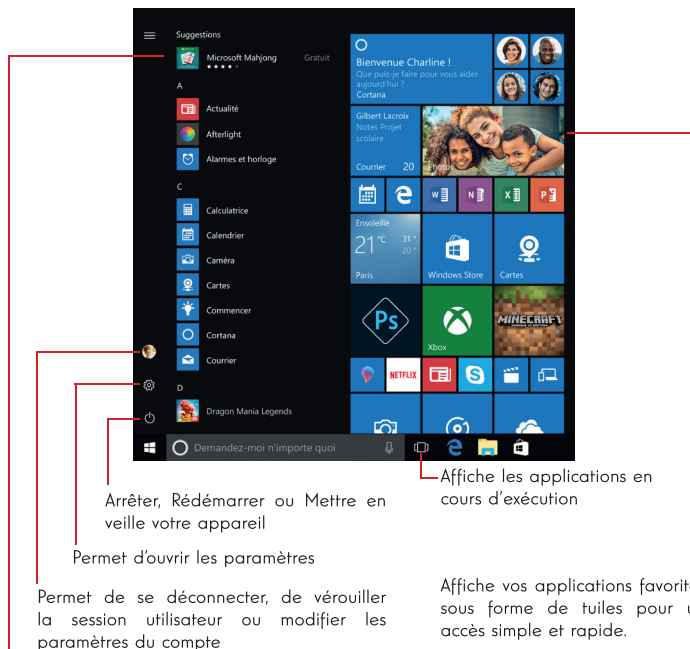 Suggestions
Microsoft Mahjong Gratuit
A
Actualité
Afterlight
Alarmes et horloge
C
Calculatrice
Calendrier
Caméra
Cartes
Commencer
Cortana
Courrier
D
Dragon Mania Legends
Demandez-moi n'importe quoi
Bienvenue Charline !
Que puis-je faire pour vous aider
aujourd'hui ?
Cortana
Gilbert Lacroix
Notes Projet
scolaire
Courrier 20
Photos
W
N
X
P
Ensoleillé
21 °C 31 °
20 °
Paris
Windows Store
Cartes
Ps
Xbox
MINECRAFT
WINDOWS 10 EDITION
NETFLIX
S
Affiche les applications en
cours d'exécution
Arrêter, Rédémarrer ou Mettre en
veille votre appareil
Permet d'ouvrir les paramètres
Permet de se déconnecter, de vérouiller
la session utilisateur ou modifier les
paramètres du compte
Affiche vos applications favorit
sous forme de tuiles pour u
accès simple et rapide.